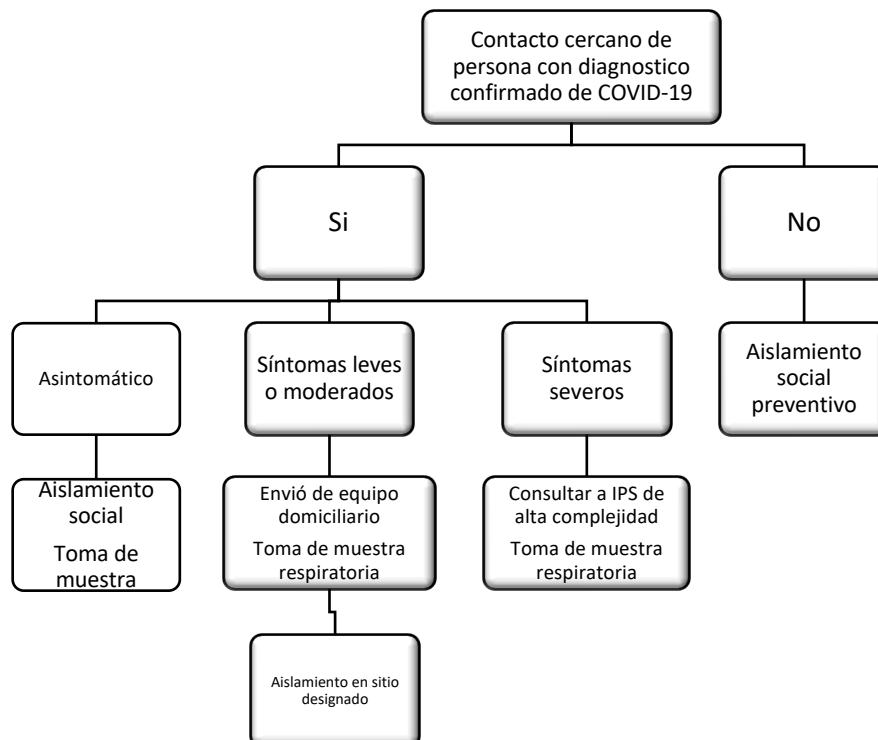 Contacto cercano de
persona con diagnostico
confirmado de COVID-19
Si
No
Asintomático
Síntomas leves
o moderados
Síntomas
severos
Aislamiento
social
preventivo
Aislamiento
social
Toma de
muestra
Envió de equipo
domiciliario
Toma de muestra
respiratoria
Consultar a IPS de
alta complejidad
Toma de muestra
respiratoria
Aislamiento en sitio
designado